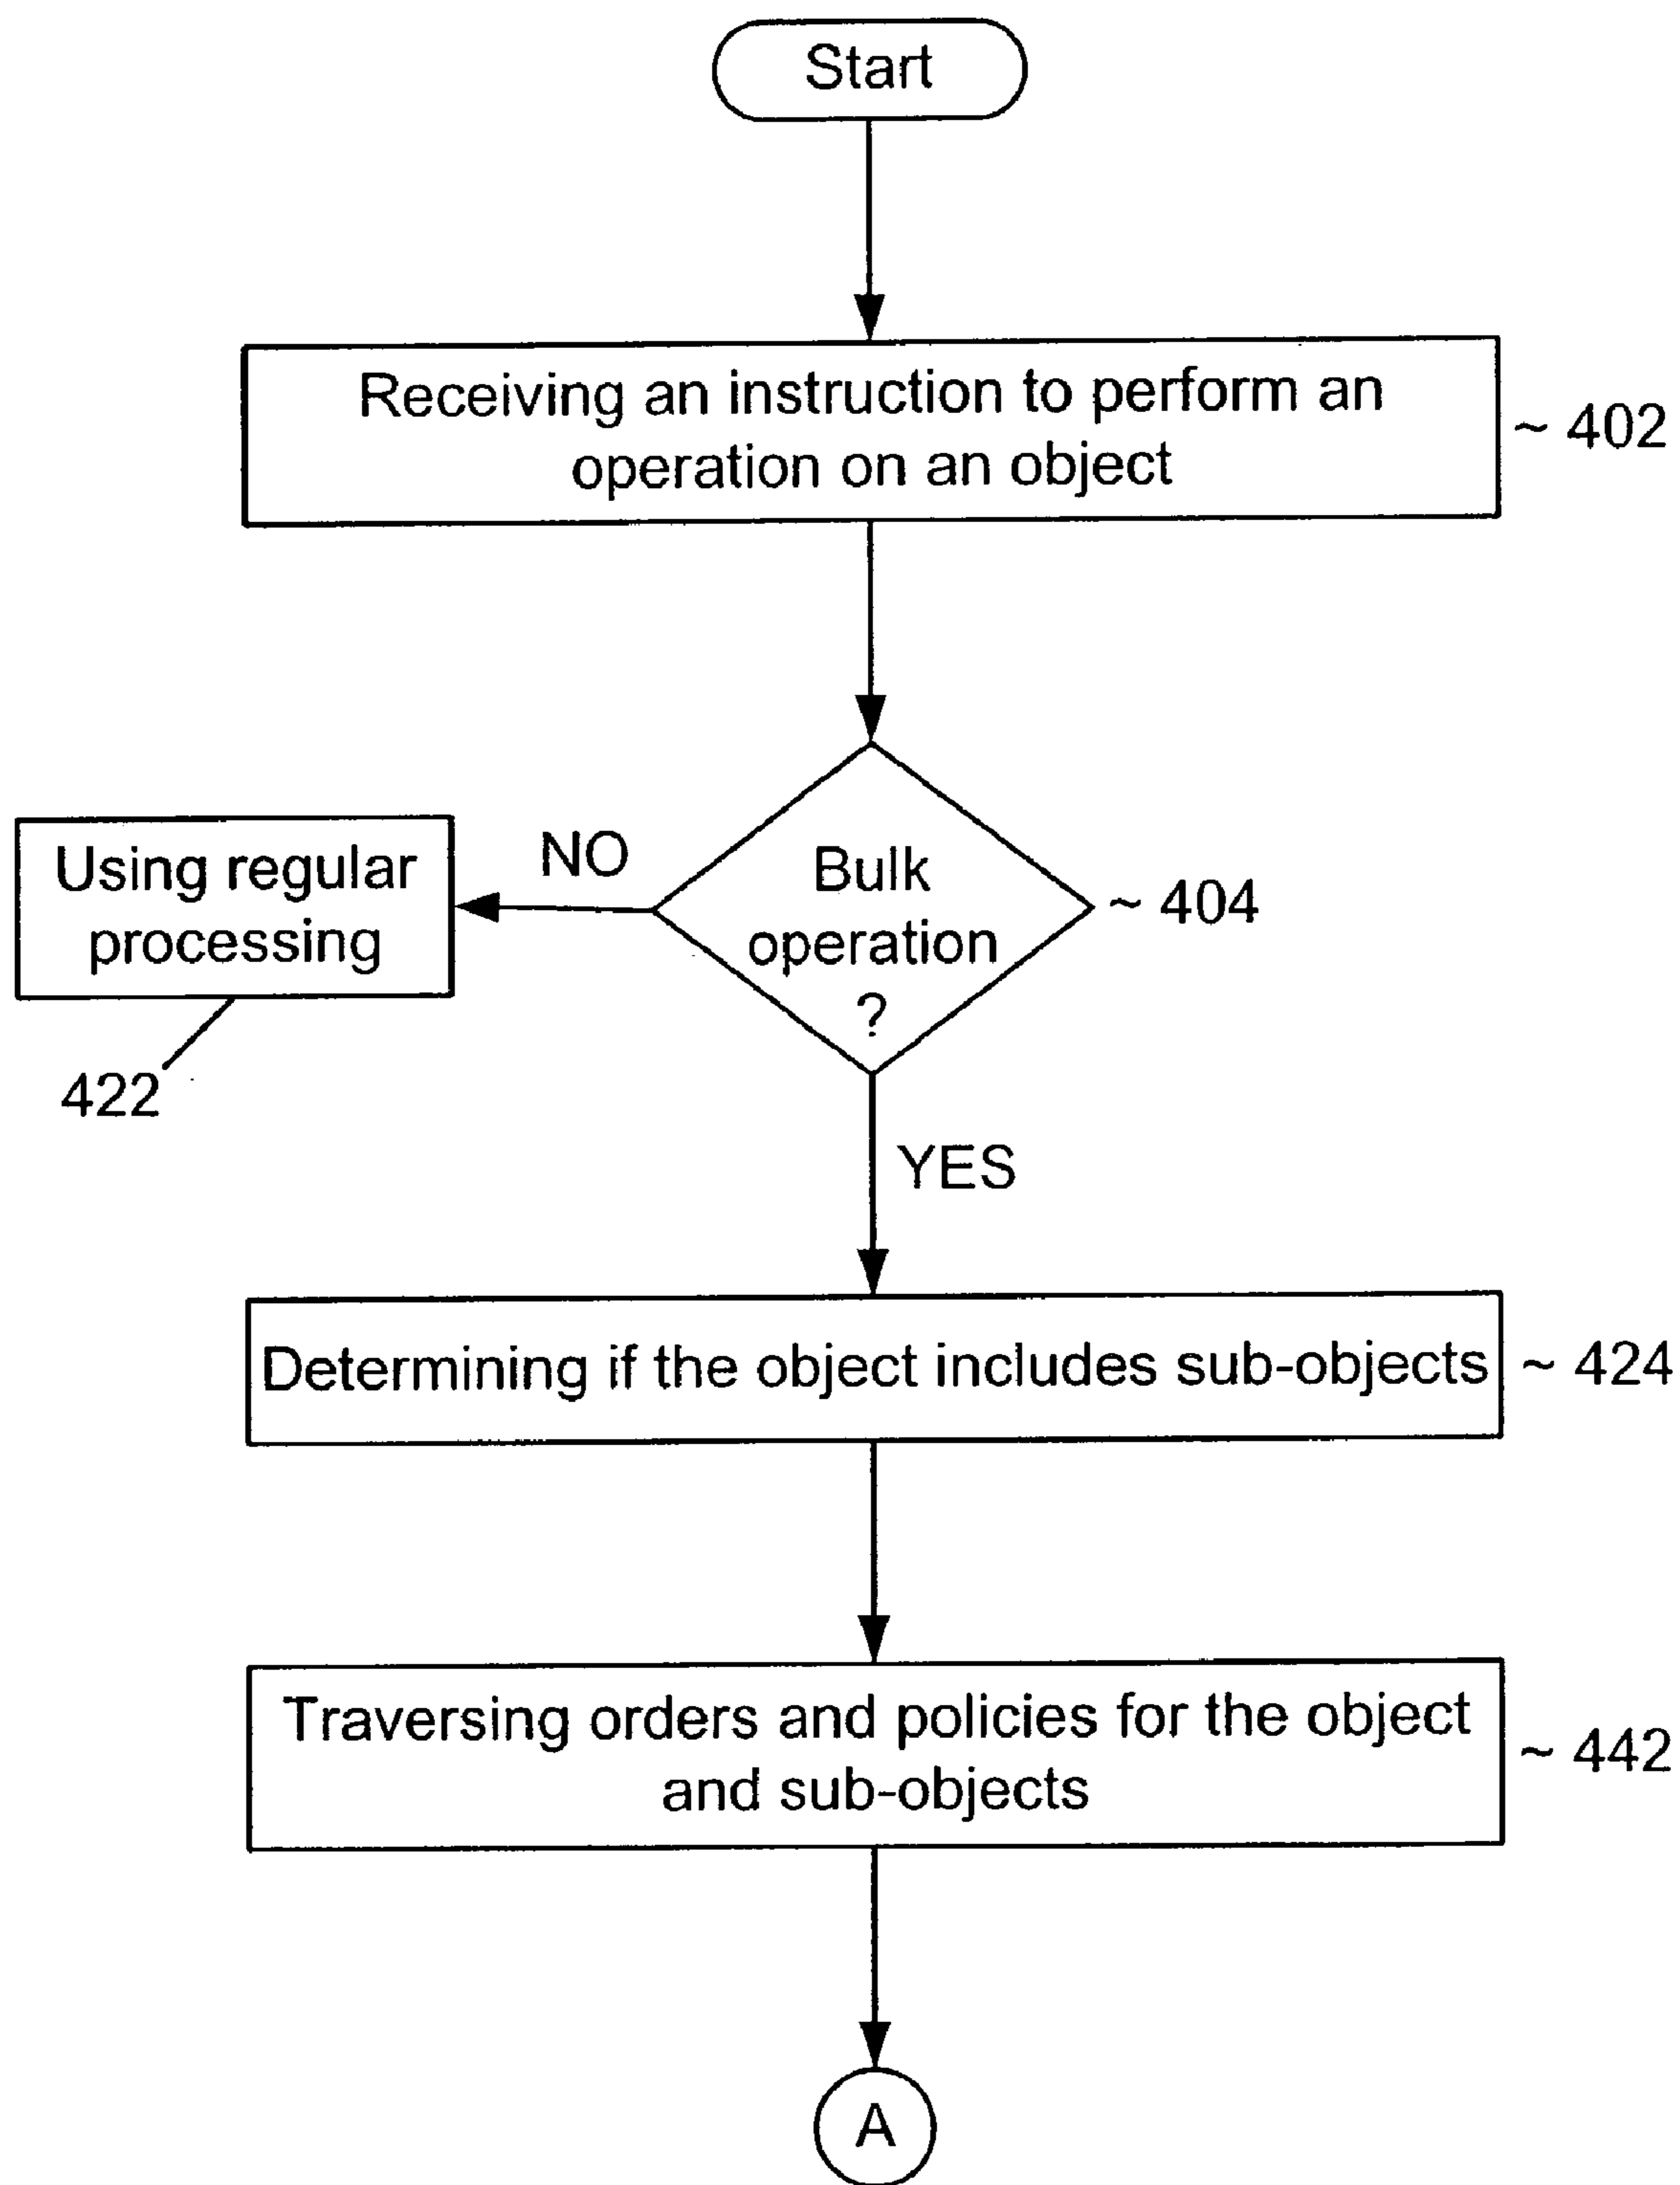 Start
Receiving an instruction to perform an
operation on an object
~ 402
Bulk
operation
?
~ 404
NO
Using regular
processing
422
YES
Determining if the object includes sub-objects
~ 424
Traversing orders and policies for the object
and sub-objects
~ 442
A